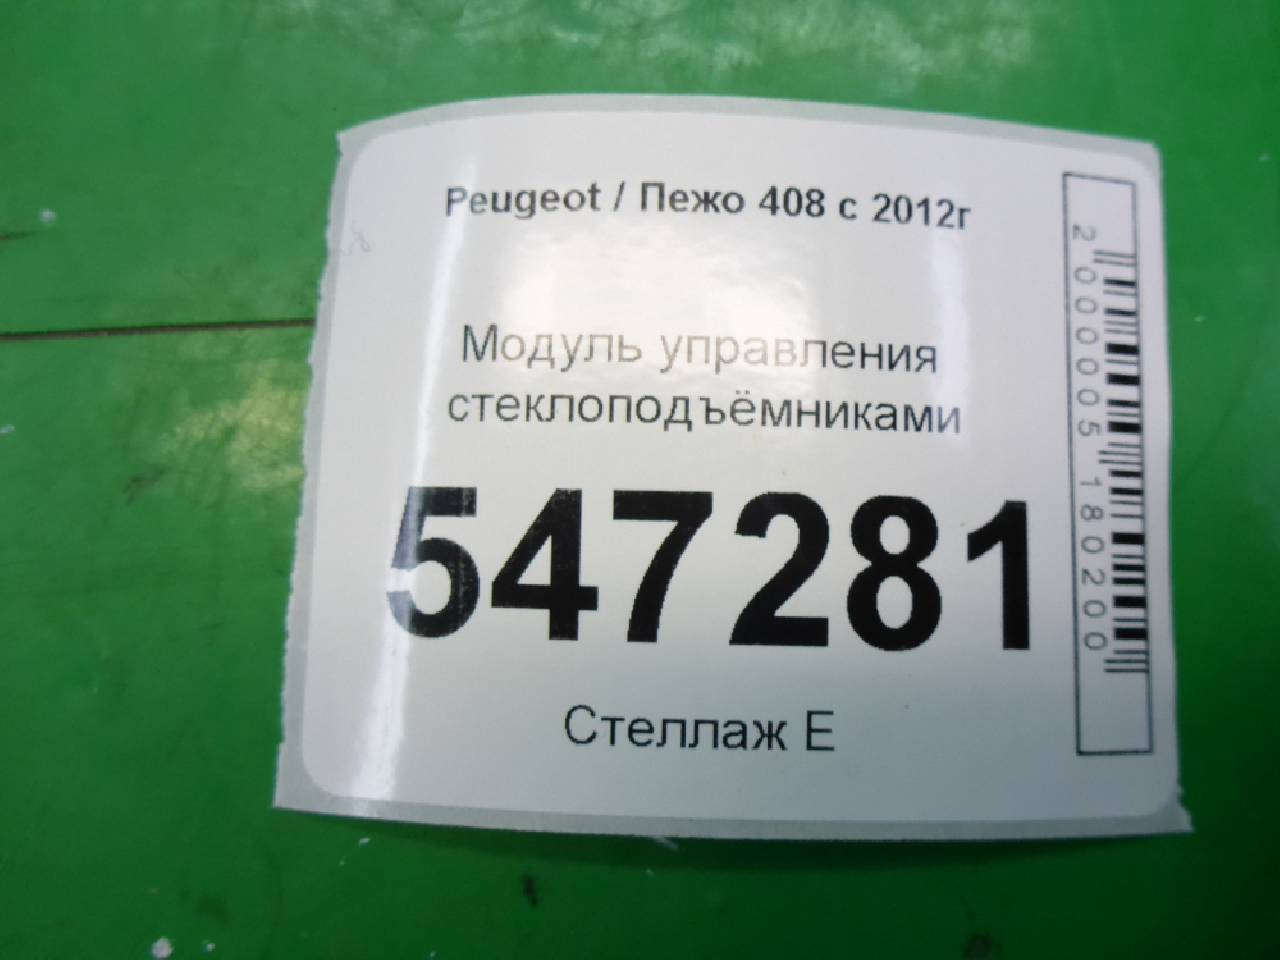 Peugeot / Пежо 408 с 2012г
Модуль управления
стеклоподъёмниками
547281
Стеллаж Е
2000005180200